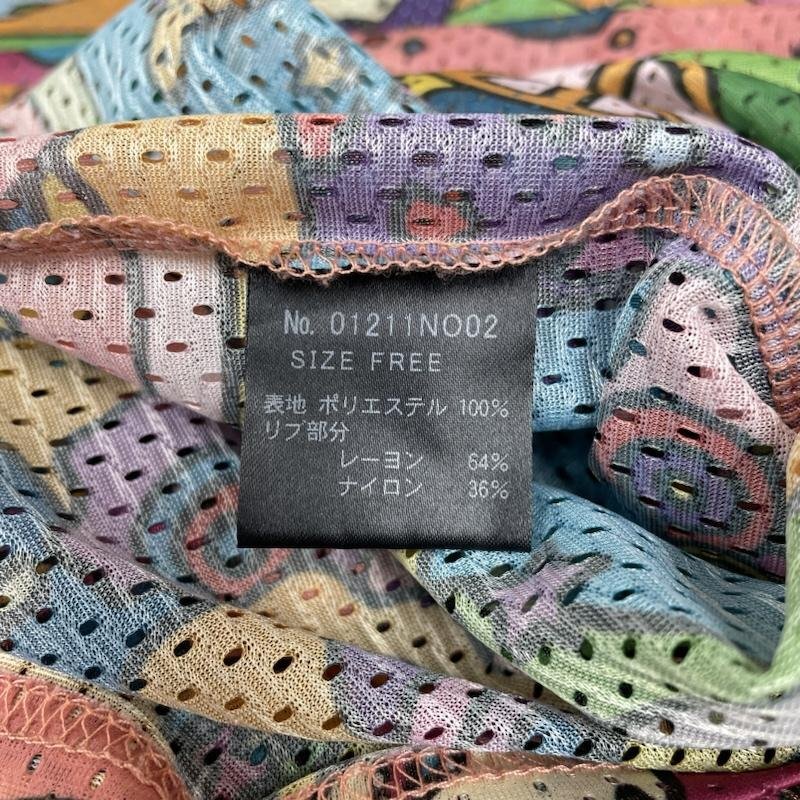 No. 01211NO02
SIZE FREE
表地 ポリエステル 100%
リブ部分
レーヨン 64%
ナイロン 36%